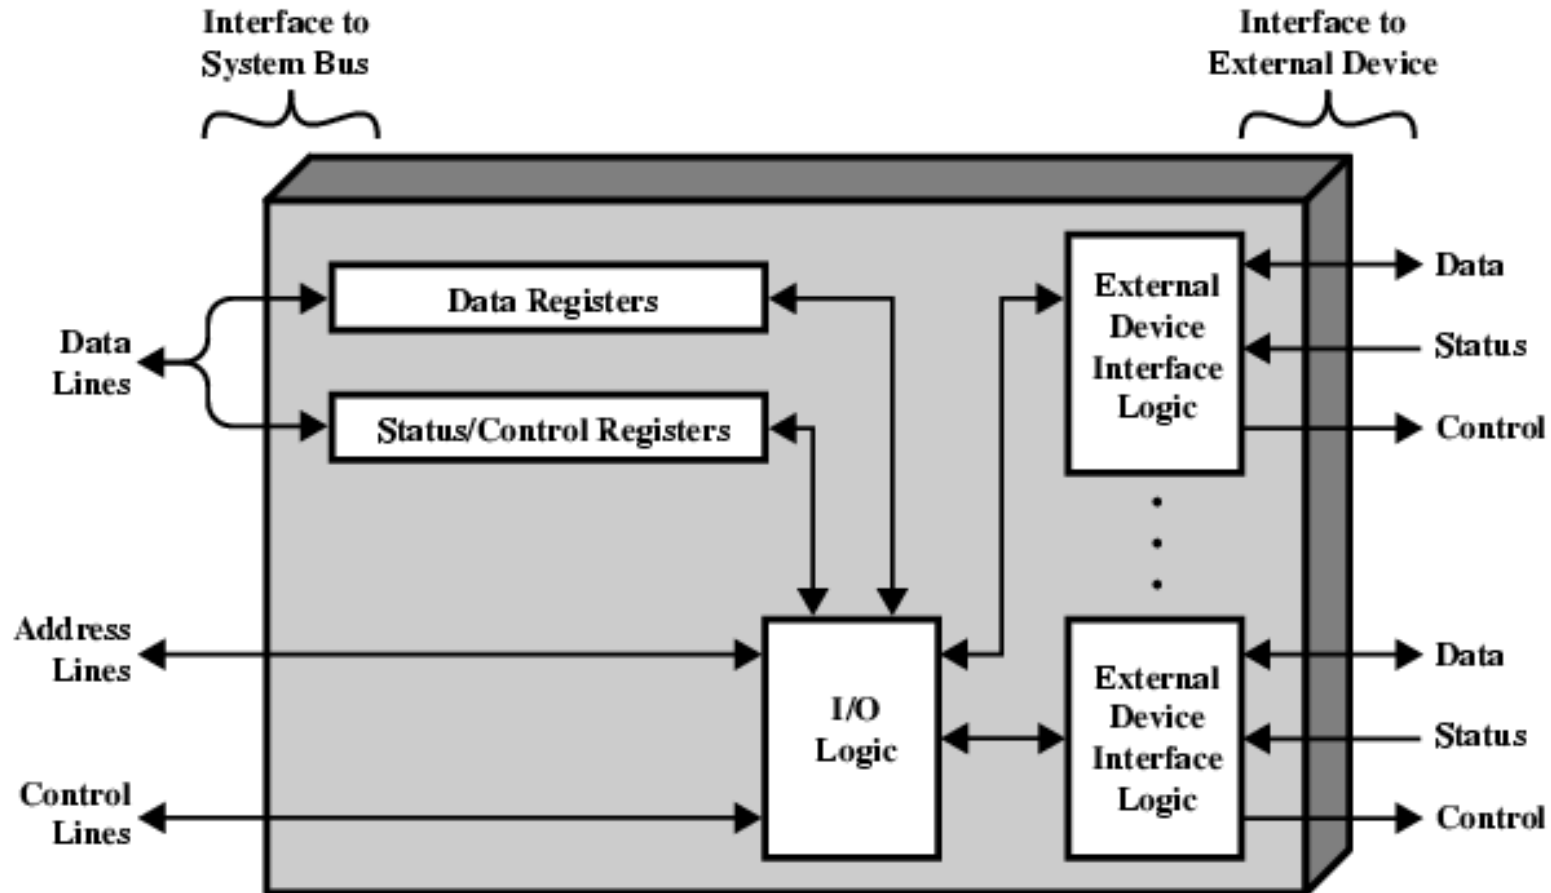 Interface to
System Bus
Interface to
External Device
Data Registers
Status/Control Registers
Data
Lines
Address
Lines
Control
Lines
I/O
Logic
External
Device
Interface
Logic
Data
Status
Control
External
Device
Interface
Logic
Data
Status
Control